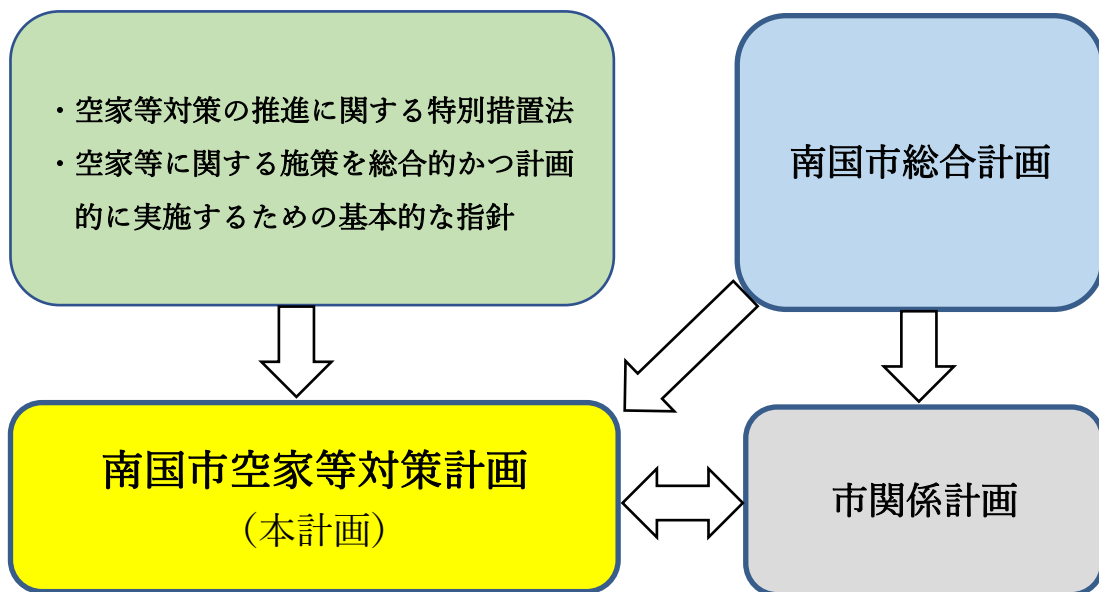 ・空家等対策の推進に関する特別措置法
・空家等に関する施策を総合的かつ計画
的に実施するための基本的な指針
南国市総合計画
南国市空家等対策計画
（本計画）
市関係計画